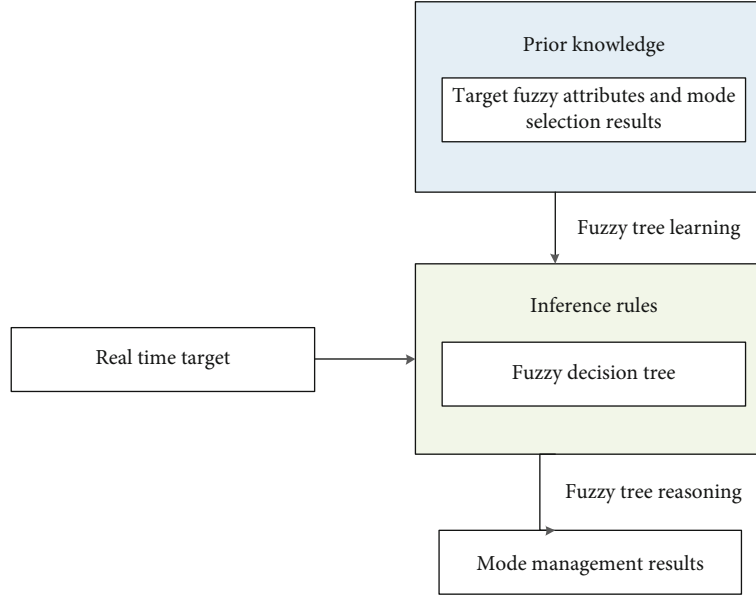 Prior knowledge
Target fuzzy attributes and mode
selection results
Fuzzy tree learning
Inference rules
Real time target
Fuzzy decision tree
Fuzzy tree reasoning
Mode management results